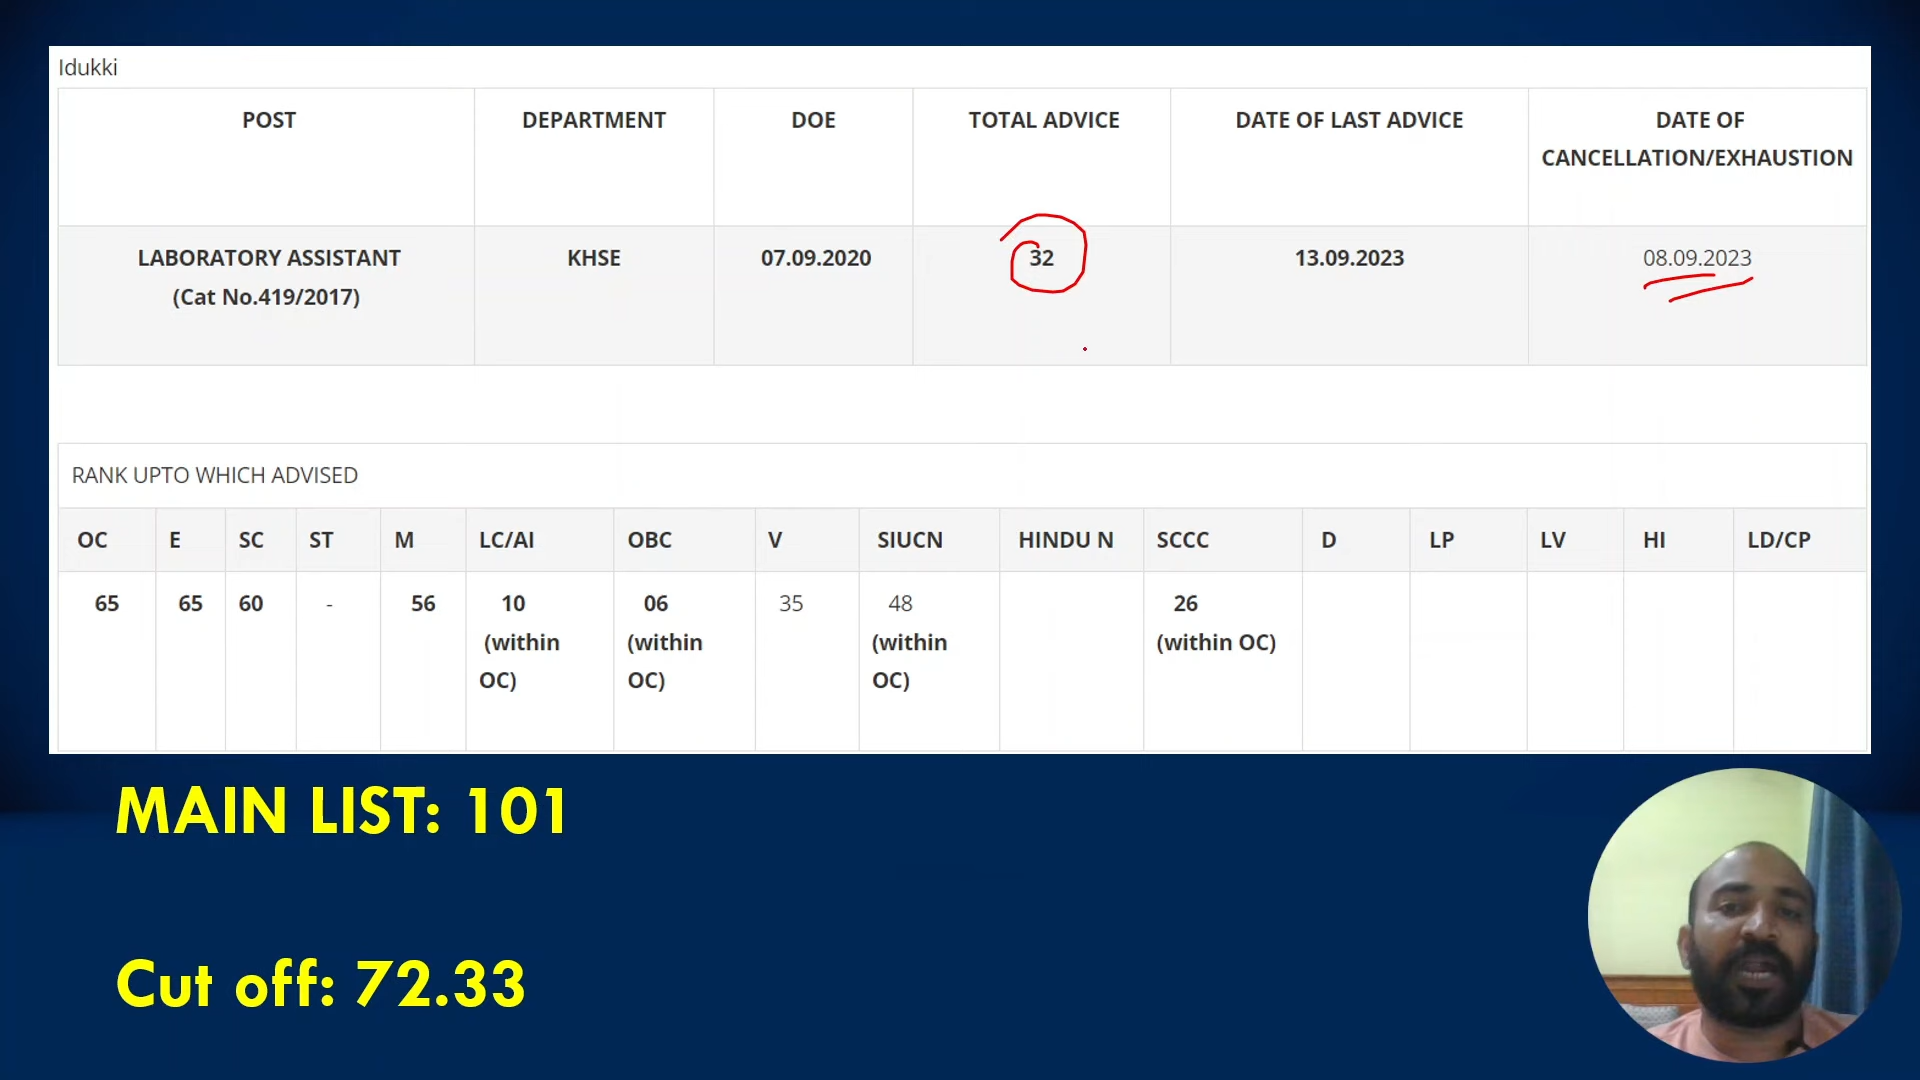 Idukki
POST DEPARTMENT DOE TOTAL ADVICE DATE OF LAST ADVICE DATE OF
CANCELLATION/EXHAUSTION
LABORATORY ASSISTANT KHSE 07.09.2020 32 13.09.2023 08.09.2023
(Cat No.419/2017)
RANK UPTO WHICH ADVISED
OC E SC ST M LC/AI OBC V SIUCN HINDU N SCCC D LP LV HI LD/CP
65 65 60 - 56 10 06 35 48 26
(within (within (within (within OC)
OC) OC) OC)
MAIN LIST: 101
Cut off: 72.33